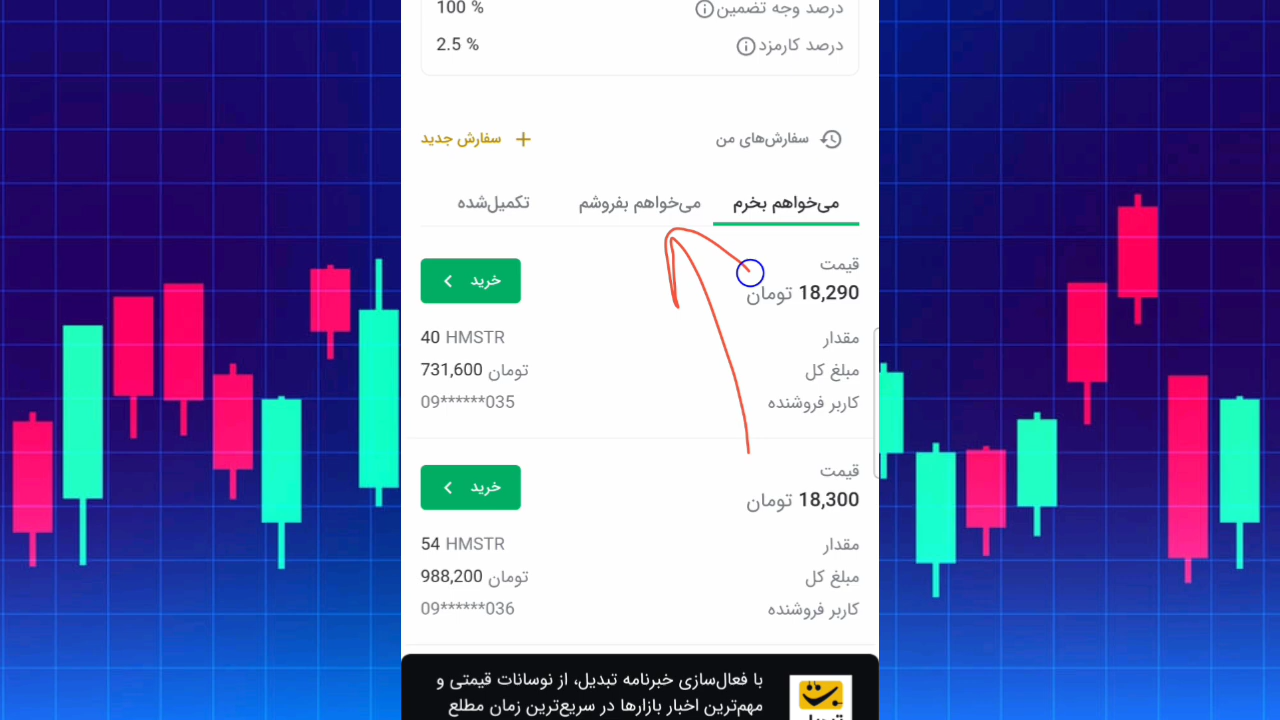 درصد وجه تضمین 100 %
درصد کارمزد 2.5 %
سفارش‌های من
+ سفارش جدید
می‌خواهم بخرم
می‌خواهم بفروشم
تکمیل‌شده
قیمت
18,290 تومان
خرید
مقدار 40 HMSTR
مبلغ کل 731,600 تومان
کاربر فروشنده 09******035
قیمت
18,300 تومان
خرید
مقدار 54 HMSTR
مبلغ کل 988,200 تومان
کاربر فروشنده 09******036
با فعال‌سازی خبرنامه تبدیل، از نوسانات قیمتی و
مهم‌ترین اخبار بازارها در سریع‌ترین زمان مطلع